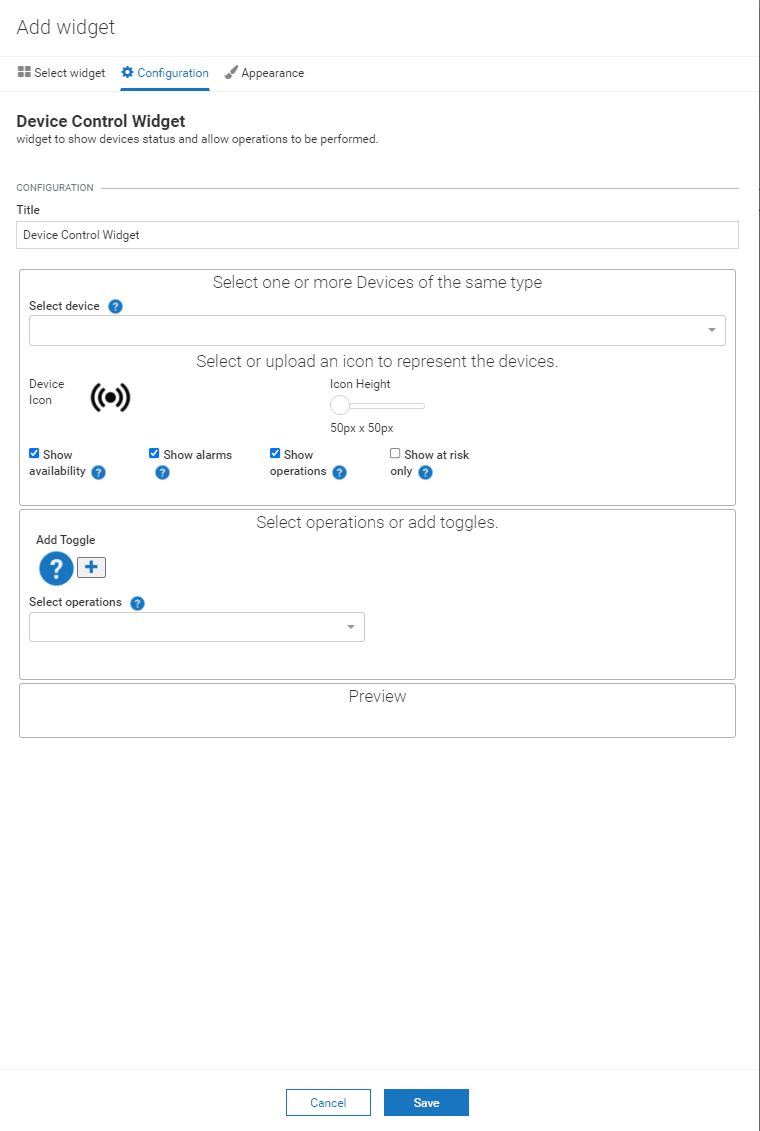 Add widget
Select widget Configuration Appearance
Device Control Widget
widget to show devices status and allow operations to be performed.
CONFIGURATION
Title
Device Control Widget
Select one or more Devices of the same type
Select device ?
Select or upload an icon to represent the devices.
Device
Icon
Icon Height
50px x 50px
Show
availability ?
Show alarms
?
Show
operations ?
Show at risk
only ?
Select operations or add toggles.
Add Toggle
? +
Select operations ?
Preview
Cancel Save